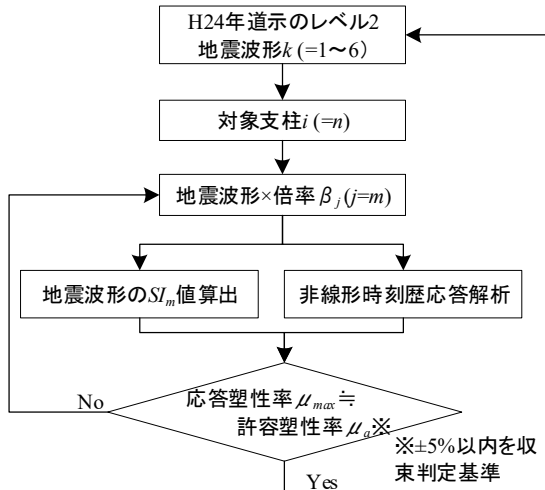 H24年道示のレベル2
地震波形k (=1～6）
対象支柱i (=n)
地震波形×倍率βj(j=m)
地震波形のSIm値算出
非線形時刻歴応答解析
応答塑性率μmax≒
許容塑性率μa※
No
※±5%以内を収
束判定基準
Yes